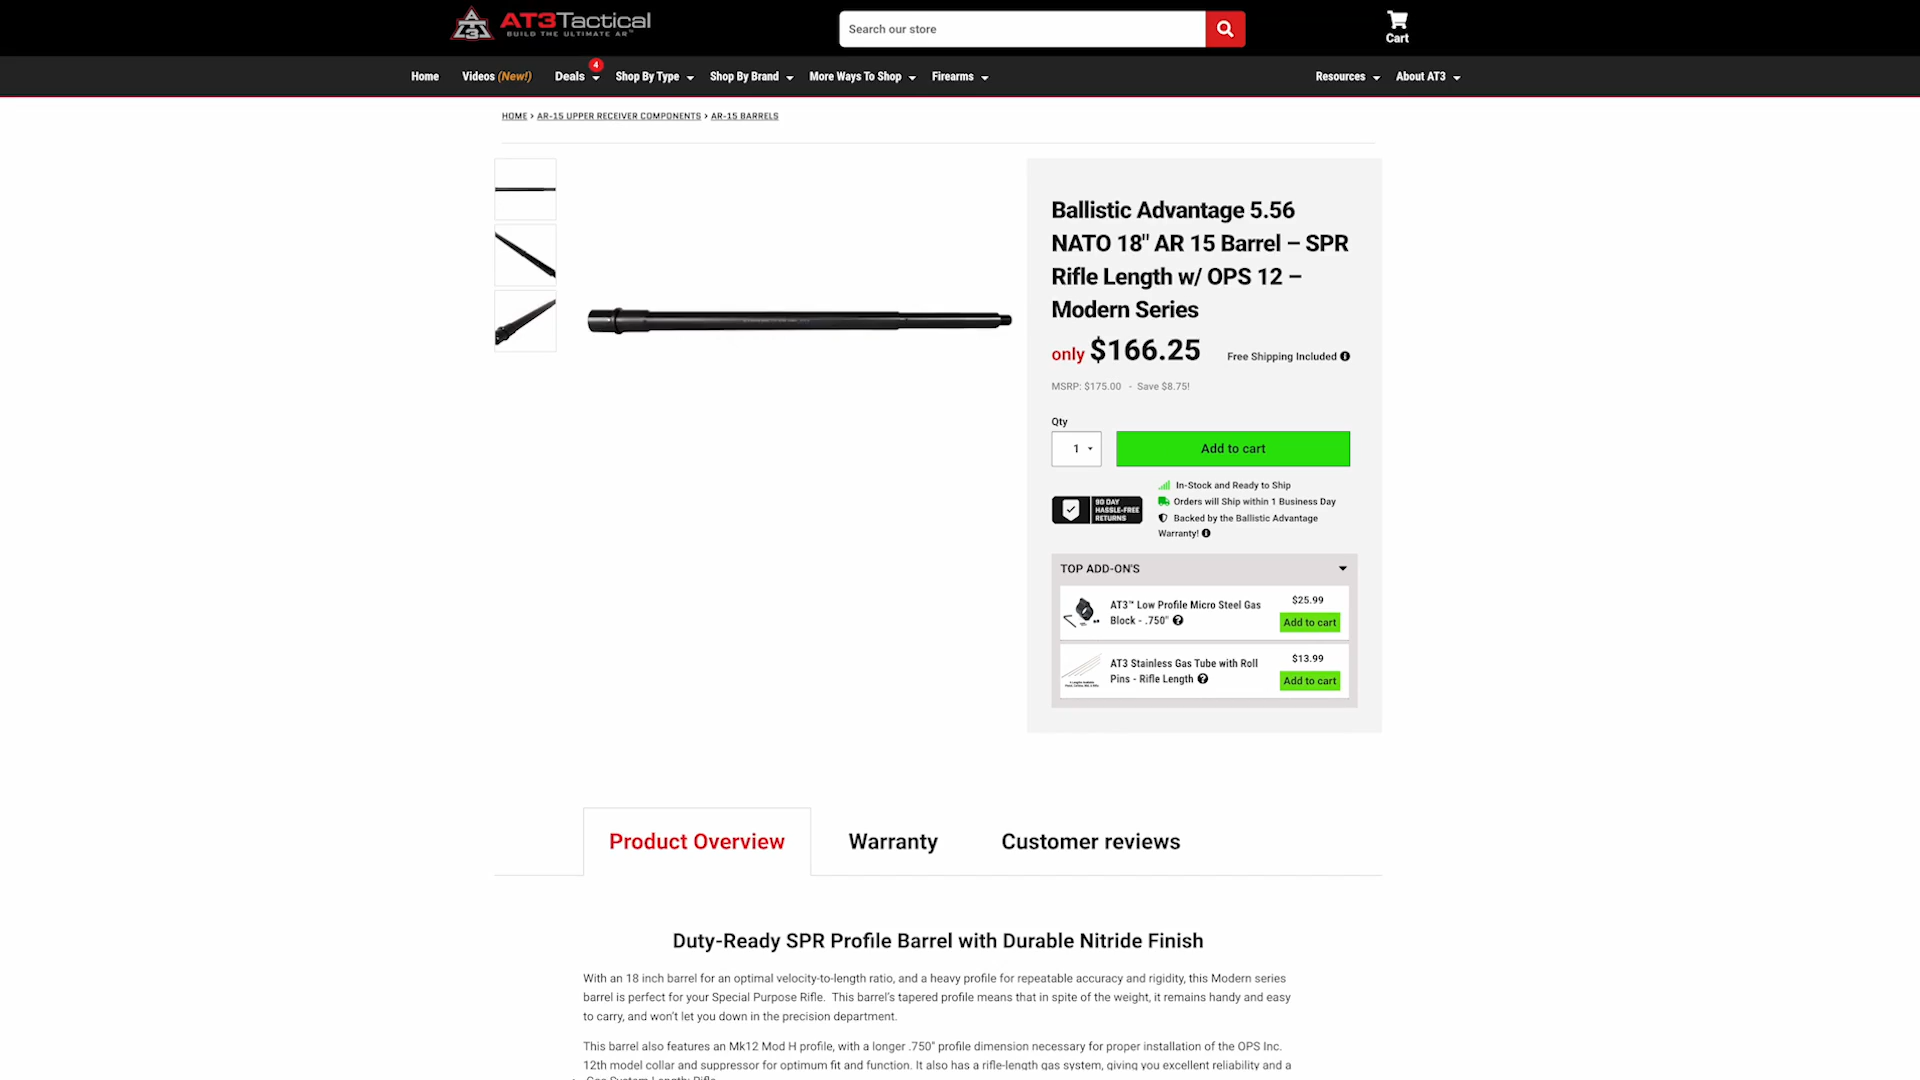 AT3Tactical
BUILD THE ULTIMATE AR™
Search our store
Cart
Home
Videos (New!)
Deals
4
Shop By Type
Shop By Brand
More Ways To Shop
Firearms
Resources
About AT3
HOME > AR-15 UPPER RECEIVER COMPONENTS > AR-15 BARRELS
Ballistic Advantage 5.56
NATO 18" AR 15 Barrel – SPR
Rifle Length w/ OPS 12 –
Modern Series
only $166.25
Free Shipping Included
MSRP: $175.00 - Save $8.75!
Qty
1
Add to cart
90 DAY
HASSLE-FREE
RETURNS
In-Stock and Ready to Ship
Orders will Ship within 1 Business Day
Backed by the Ballistic Advantage
Warranty!
TOP ADD-ON'S
AT3™ Low Profile Micro Steel Gas
Block - .750"
$25.99
Add to cart
AT3 Stainless Gas Tube with Roll
Pins - Rifle Length
$13.99
Add to cart
Product Overview
Warranty
Customer reviews
Duty-Ready SPR Profile Barrel with Durable Nitride Finish
With an 18 inch barrel for an optimal velocity-to-length ratio, and a heavy profile for repeatable accuracy and rigidity, this Modern series
barrel is perfect for your Special Purpose Rifle. This barrel's tapered profile means that in spite of the weight, it remains handy and easy
to carry, and won't let you down in the precision department.
This barrel also features an Mk12 Mod H profile, with a longer .750" profile dimension necessary for proper installation of the OPS Inc.
12th model collar and suppressor for optimum fit and function. It also has a rifle-length gas system, giving you excellent reliability and a
Gas System Length: Rifle